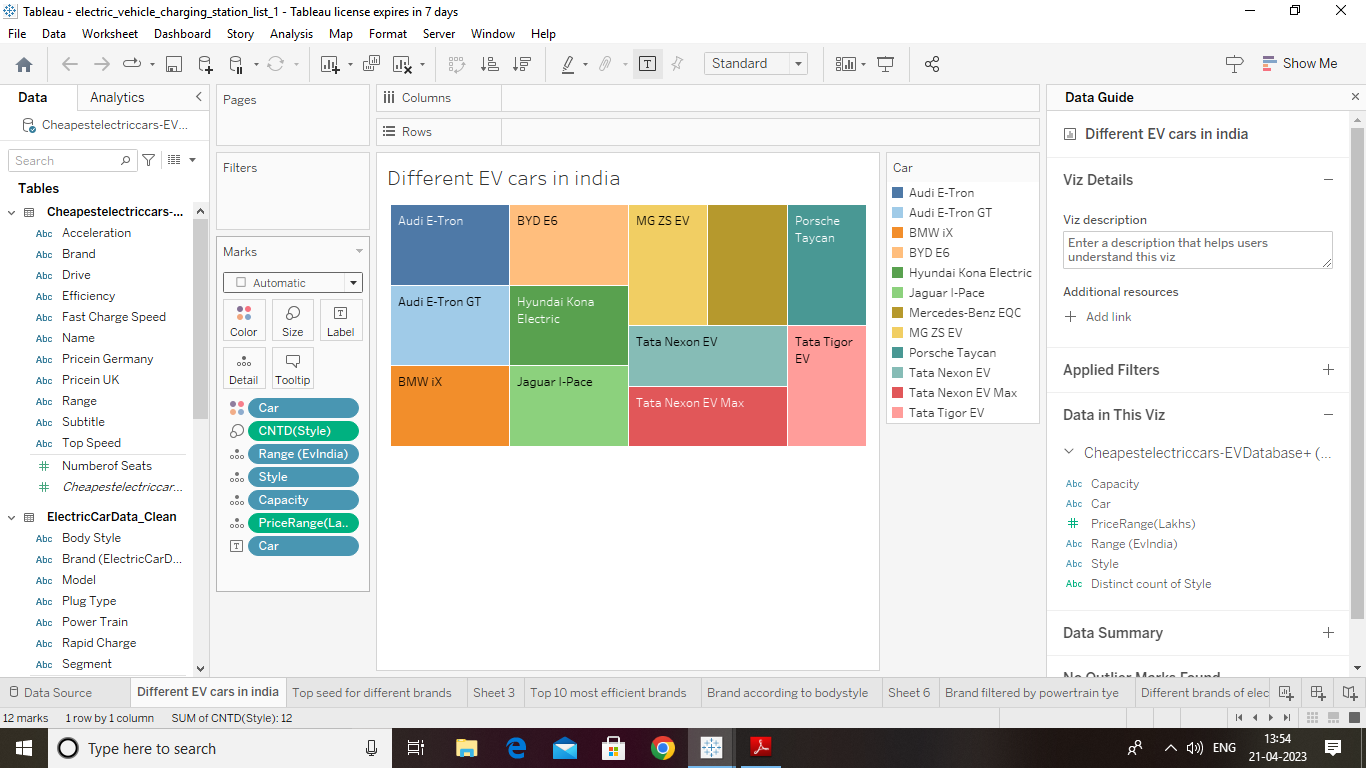 Tableau - electric_vehicle_charging_station_list_1 - Tableau license expires in 7 days
File Data Worksheet Dashboard Story Analysis Map Format Server Window Help
Standard
Show Me
Data Analytics
Cheapestelectriccars-EV...
Search
Tables
Cheapestelectriccars-...
Abc Acceleration
Abc Brand
Abc Drive
Abc Efficiency
Abc Fast Charge Speed
Abc Name
Abc Pricein Germany
Abc Pricein UK
Abc Range
Abc Subtitle
Abc Top Speed
# Numberof Seats
# Cheapestelectriccar...
ElectricCarData_Clean
Abc Body Style
Abc Brand (ElectricCarD...
Abc Model
Abc Plug Type
Abc Power Train
Abc Rapid Charge
Abc Segment
Pages
Filters
Marks
Automatic
Color Size Label
Detail Tooltip
Car
CNTD(Style)
Range (EvIndia)
Style
Capacity
PriceRange(La..
Car
Columns
Rows
Different EV cars in india
Audi E-Tron
Audi E-Tron GT
BMW iX
BYD E6
Hyundai Kona
Electric
Jaguar I-Pace
MG ZS EV
Porsche
Taycan
Tata Nexon EV
Tata Nexon EV Max
Tata Tigor
EV
Car
Audi E-Tron
Audi E-Tron GT
BMW iX
BYD E6
Hyundai Kona Electric
Jaguar I-Pace
Mercedes-Benz EQC
MG ZS EV
Porsche Taycan
Tata Nexon EV
Tata Nexon EV Max
Tata Tigor EV
Data Guide
Different EV cars in india
Viz Details
Viz description
Enter a description that helps users
understand this viz
Additional resources
Add link
Applied Filters
Data in This Viz
Cheapestelectriccars-EVDatabase+ (...
Abc Capacity
Abc Car
# PriceRange(Lakhs)
Abc Range (EvIndia)
Abc Style
Abc Distinct count of Style
Data Summary
No Outlier Marks Found
Data Source Different EV cars in india Top seed for different brands Sheet 3 Top 10 most efficient brands Brand according to bodystyle Sheet 6 Brand filtered by powertrain tye Different brands of elec
12 marks 1 row by 1 column SUM of CNTD(Style): 12
Type here to search
ENG
13:54
21-04-2023